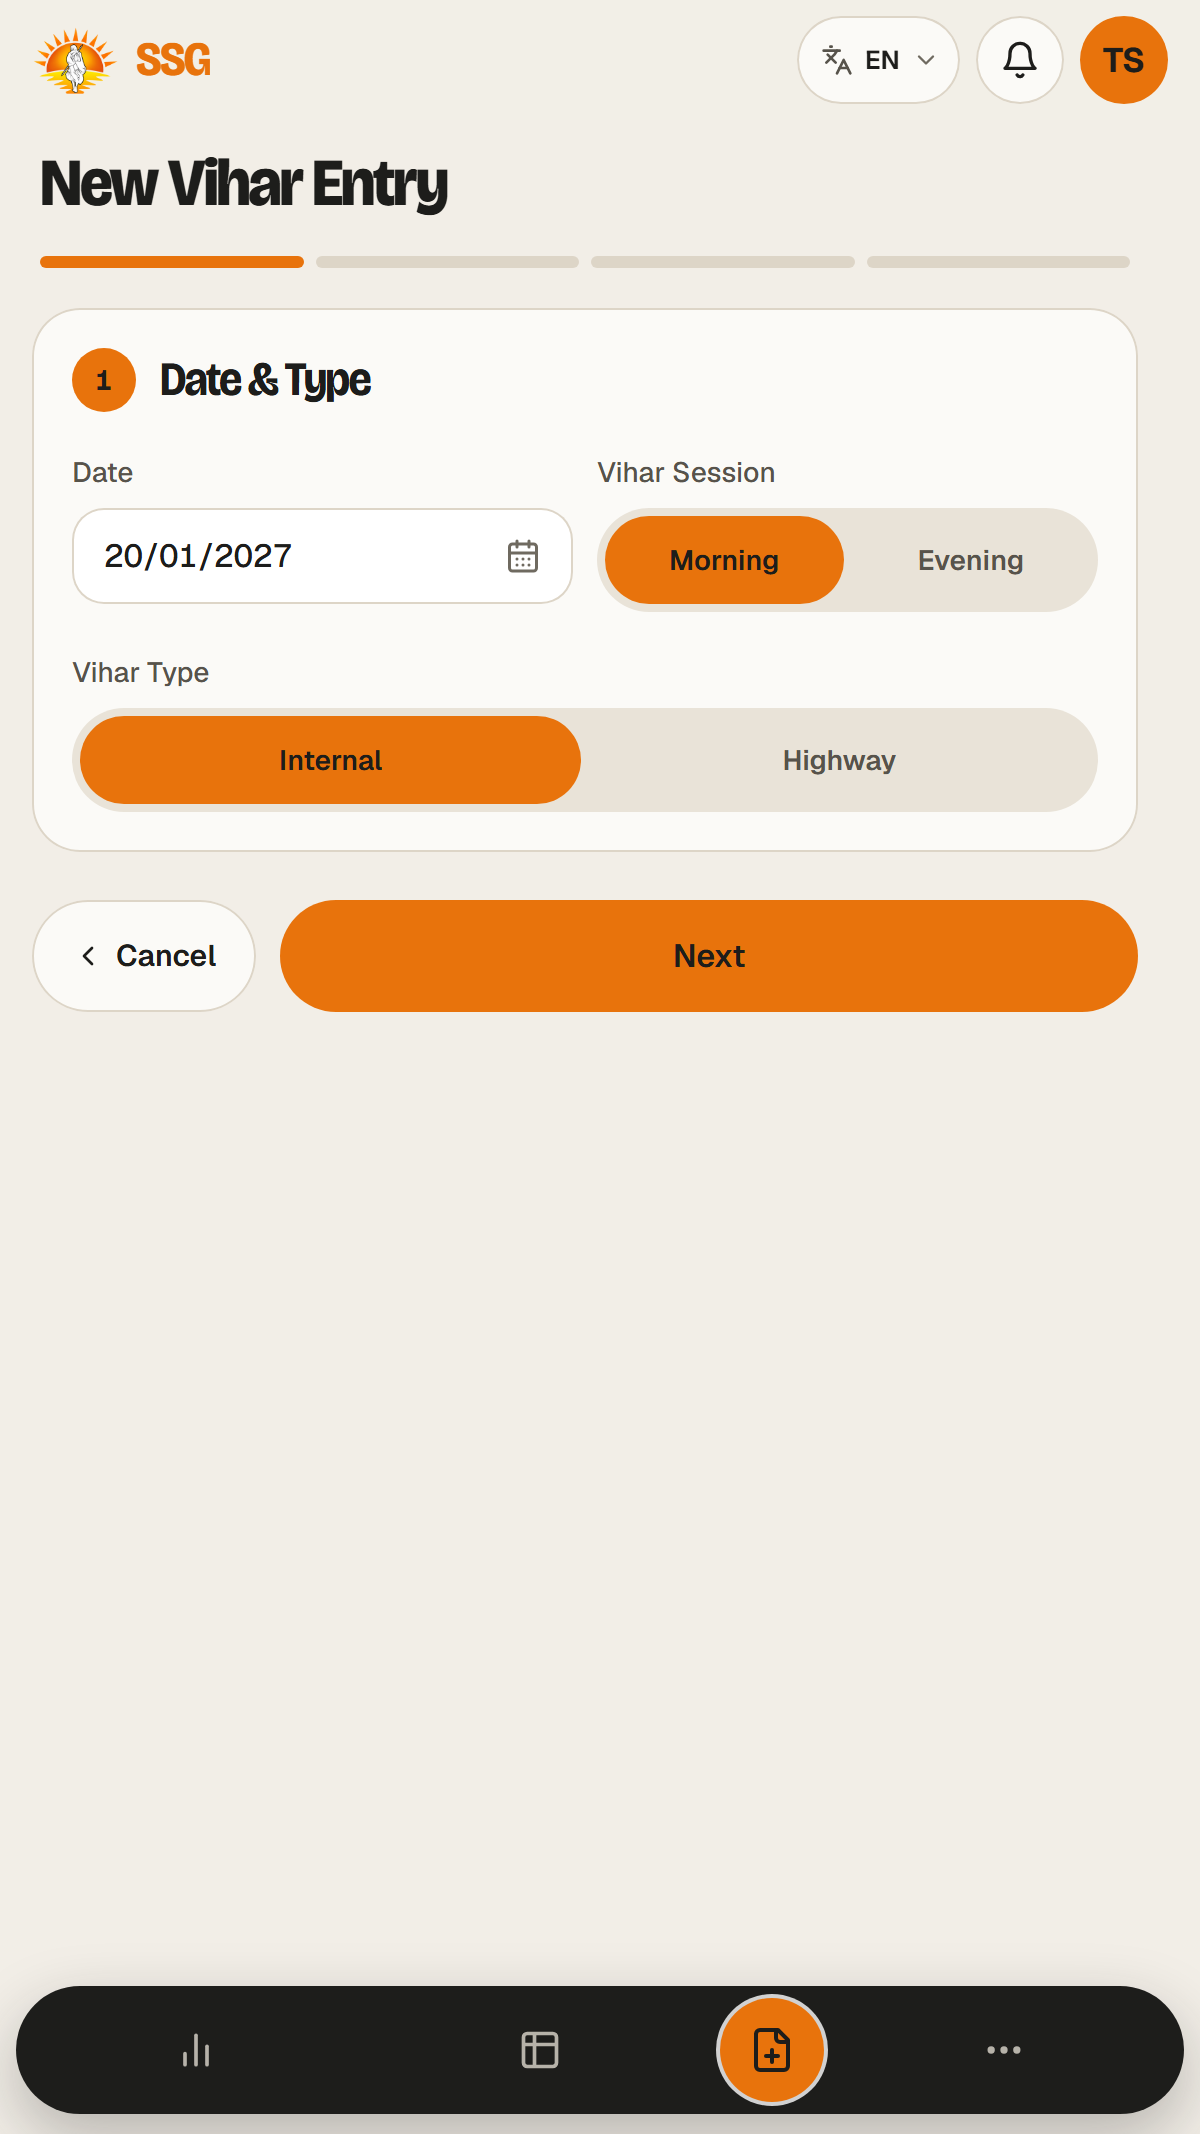 SSG
EN
TS
New Vihar Entry
1
Date & Type
Date
Vihar Session
20/01/2027
Morning
Evening
Vihar Type
Internal
Highway
Cancel
Next